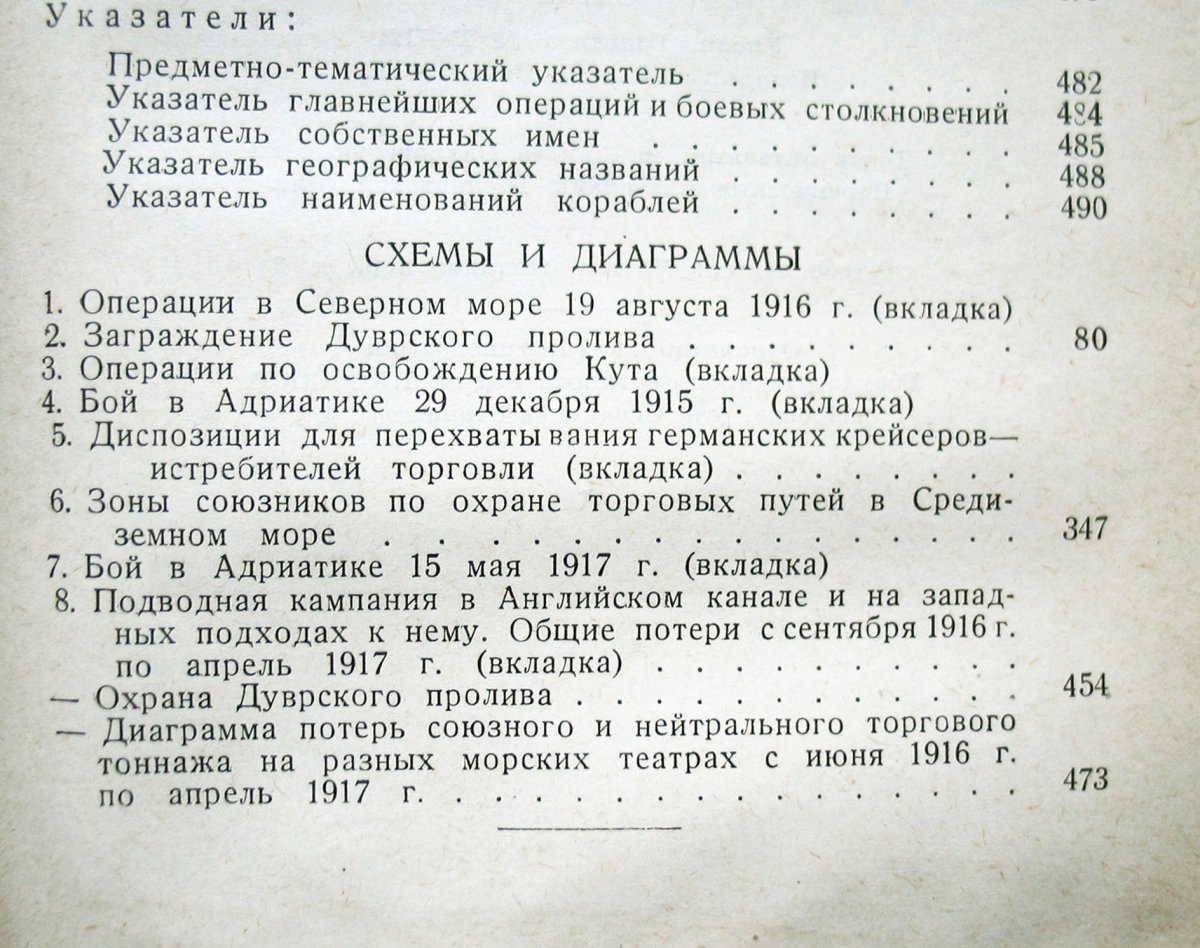 Указатели:
Предметно-тематический указатель . . . . . . . . 482
Указатель главнейших операций и боевых столкновений 484
Указатель собственных имен . . . . . . . . . . 485
Указатель географических названий . . . . . . . . 488
Указатель наименований кораблей . . . . . . . . 490
СХЕМЫ И ДИАГРАММЫ
1. Операции в Северном море 19 августа 1916 г. (вкладка)
2. Заграждение Дуврского пролива . . . . . . . . . 80
3. Операции по освобождению Кута (вкладка)
4. Бой в Адриатике 29 декабря 1915 г. (вкладка)
5. Диспозиции для перехватывания германских крейсеров—
истребителей торговли (вкладка) . . . . . . . .
6. Зоны союзников по охране торговых путей в Среди-
земном море . . . . . . . . . . . . . . . 347
7. Бой в Адриатике 15 мая 1917 г. (вкладка)
8. Подводная кампания в Английском канале и на запад-
ных подходах к нему. Общие потери с сентября 1916 г.
по апрель 1917 г. (вкладка) . . . . . . . . . .
— Охрана Дуврского пролива . . . . . . . . . . . . 454
— Диаграмма потерь союзного и нейтрального торгового
тоннажа на разных морских театрах с июня 1916 г.
по апрель 1917 г. . . . . . . . . . . . . . . . 473